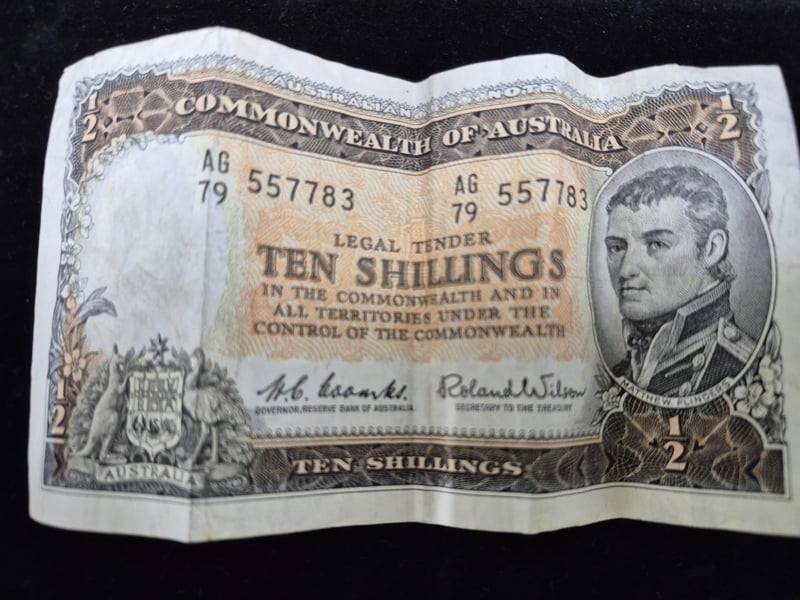 AUSTRALIAN NOTE
1/2
1/2
COMMONWEALTH OF AUSTRALIA
AG
79 557783
AG
79 557783
LEGAL TENDER
TEN SHILLINGS
IN THE COMMONWEALTH AND IN
ALL TERRITORIES UNDER THE
CONTROL OF THE COMMONWEALTH
H.C. Coombs.
GOVERNOR, RESERVE BANK OF AUSTRALIA
Roland Wilson
SECRETARY TO THE TREASURY
MATTHEW FLINDERS
1/2
1/2
AUSTRALIA
TEN SHILLINGS